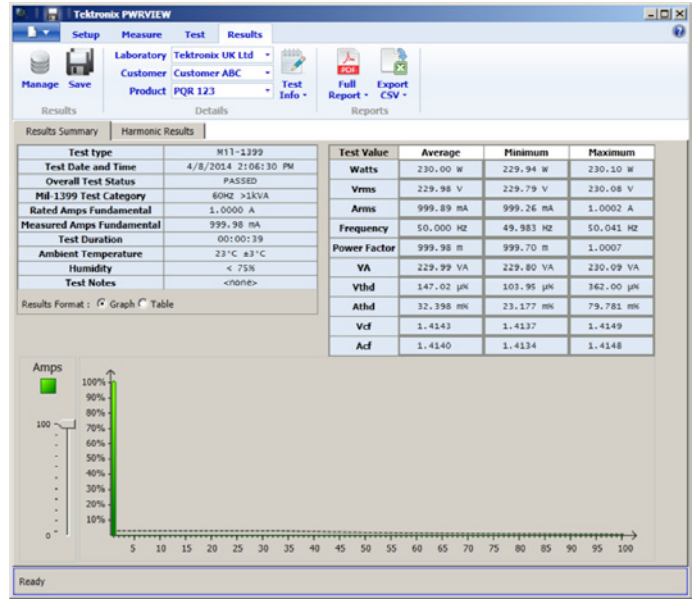 Tektronix PWRVIEW
Setup Measure Test Results
Laboratory Tektronix UK Ltd
Customer Customer ABC
Product PQR 123
Manage Save
Test Info
PDF
Full Report
Export CSV
Results Details Reports
Results Summary Harmonic Results
Test type Mil-1399
Test Date and Time 4/8/2014 2:06:30 PM
Overall Test Status PASSED
Mil-1399 Test Category 60HZ >1kVA
Rated Amps Fundamental 1.0000 A
Measured Amps Fundamental 999.98 mA
Test Duration 00:00:39
Ambient Temperature 23°C ±3°C
Humidity < 75%
Test Notes <none>
Results Format : Graph Table
Test Value Average Minimum Maximum
Watts 230.00 W 229.94 W 230.10 W
Vrms 229.98 V 229.79 V 230.08 V
Arms 999.89 mA 999.26 mA 1.0002 A
Frequency 50.000 HZ 49.983 HZ 50.041 HZ
Power Factor 999.98 m 999.70 m 1.0007
VA 229.99 VA 229.80 VA 230.09 VA
Vthd 147.02 µ% 103.95 µ% 362.00 µ%
Athd 32.398 m% 23.177 m% 79.781 m%
Vcf 1.4143 1.4137 1.4149
Acf 1.4140 1.4134 1.4148
Amps
100
0
100%
90%
80%
70%
60%
50%
40%
30%
20%
10%
5 10 15 20 25 30 35 40 45 50 55 60 65 70 75 80 85 90 95 100
Ready